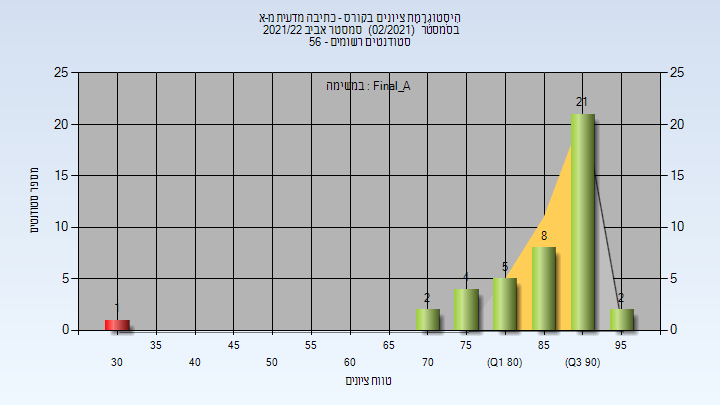 היסטוגרמת ציונים בקורס - כתיבה מדעית מ-א
בסמסטר (02/2021) סמסטר אביב 2021/22
סטודנטים רשומים - 56
במשימה : Final_A
מספר סטודנטים
25 25
20 20
15 15
10 10
5 5
0 0
1 2 4 5 8 21 2
35 45 55 65 75 85 95
30 40 50 60 70 (Q1 80) (Q3 90)
טווח ציונים